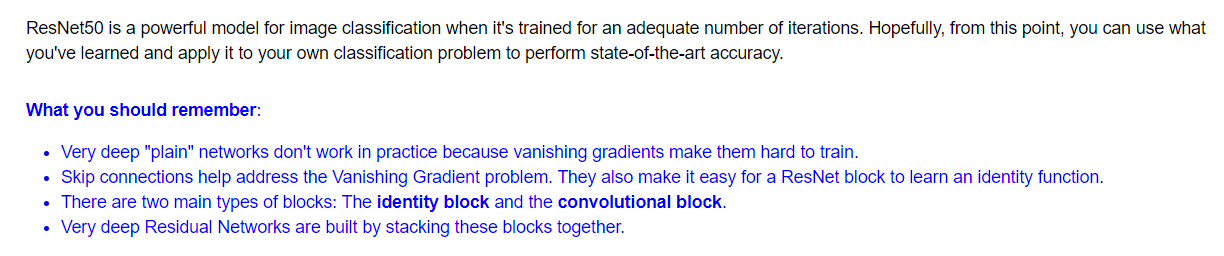 ResNet50 is a powerful model for image classification when it's trained for an adequate number of iterations. Hopefully, from this point, you can use what
you've learned and apply it to your own classification problem to perform state-of-the-art accuracy.
What you should remember:
• Very deep "plain" networks don't work in practice because vanishing gradients make them hard to train.
• Skip connections help address the Vanishing Gradient problem. They also make it easy for a ResNet block to learn an identity function.
• There are two main types of blocks: The identity block and the convolutional block.
• Very deep Residual Networks are built by stacking these blocks together.